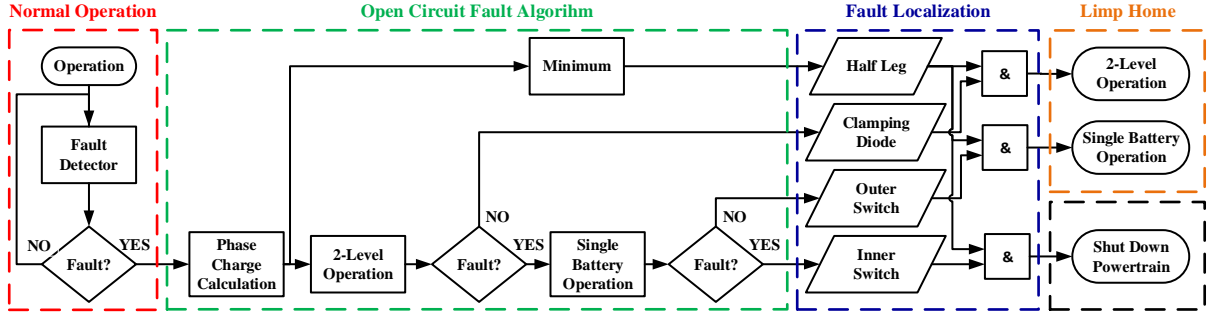 Normal Operation
Open Circuit Fault Algorihm
Fault Localization
Limp Home
Operation
Fault
Detector
NO
Fault?
YES
Phase
Charge
Calculation
Minimum
2-Level
Operation
NO
Fault?
YES
Single
Battery
Operation
NO
Fault?
YES
Half Leg
Clamping
Diode
Outer
Switch
Inner
Switch
&
&
&
2-Level
Operation
Single Battery
Operation
Shut Down
Powertrain